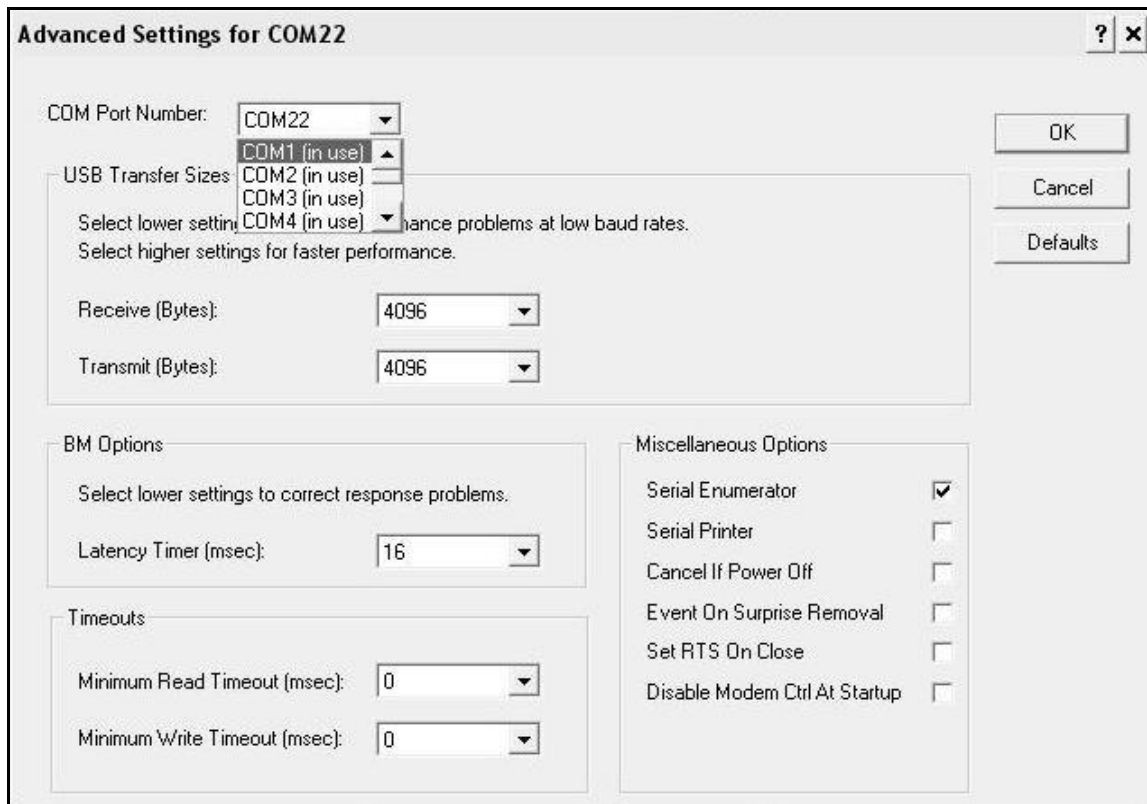 Advanced Settings for COM22
? ×
COM Port Number:
COM22
COM1 (in use)
COM2 (in use)
COM3 (in use)
COM4 (in use)
OK
Cancel
Defaults
USB Transfer Sizes
Select lower settin mance problems at low baud rates.
Select higher settings for faster performance.
Receive (Bytes):
4096
Transmit (Bytes):
4096
BM Options
Select lower settings to correct response problems.
Latency Timer (msec):
16
Timeouts
Minimum Read Timeout (msec):
0
Minimum Write Timeout (msec):
0
Miscellaneous Options
Serial Enumerator
Serial Printer
Cancel If Power Off
Event On Surprise Removal
Set RTS On Close
Disable Modem Ctrl At Startup